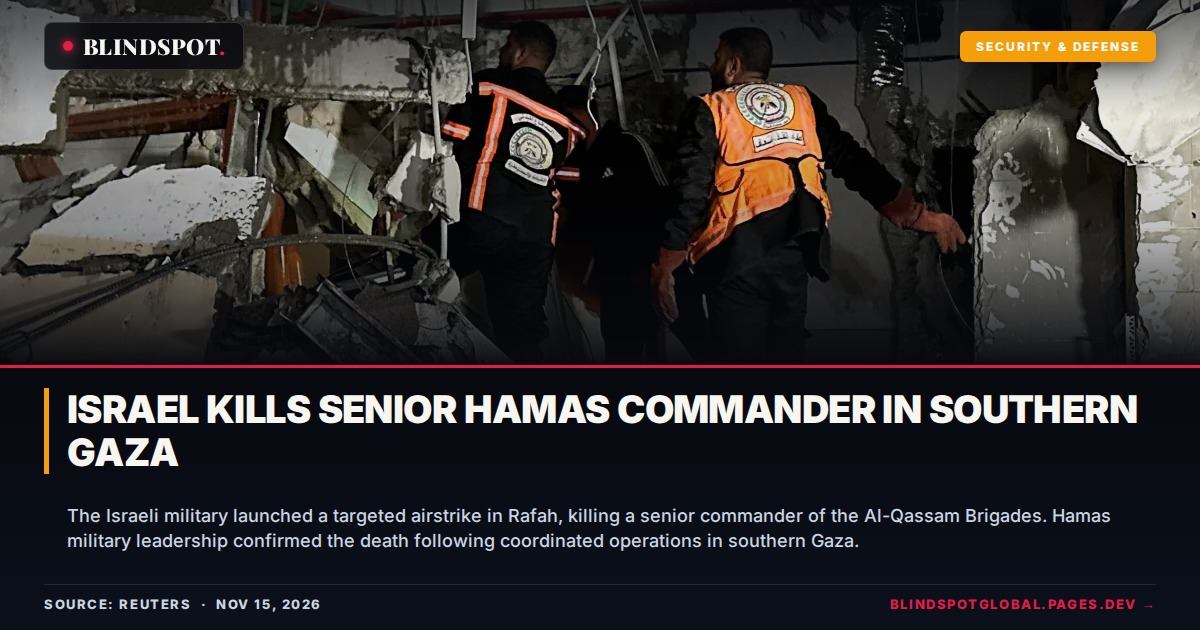 BLINDSPOT.
SECURITY & DEFENSE
ISRAEL KILLS SENIOR HAMAS COMMANDER IN SOUTHERN
GAZA
The Israeli military launched a targeted airstrike in Rafah, killing a senior commander of the Al-Qassam Brigades. Hamas
military leadership confirmed the death following coordinated operations in southern Gaza.
SOURCE: REUTERS · NOV 15, 2026
BLINDSPOTGLOBAL.PAGES.DEV →